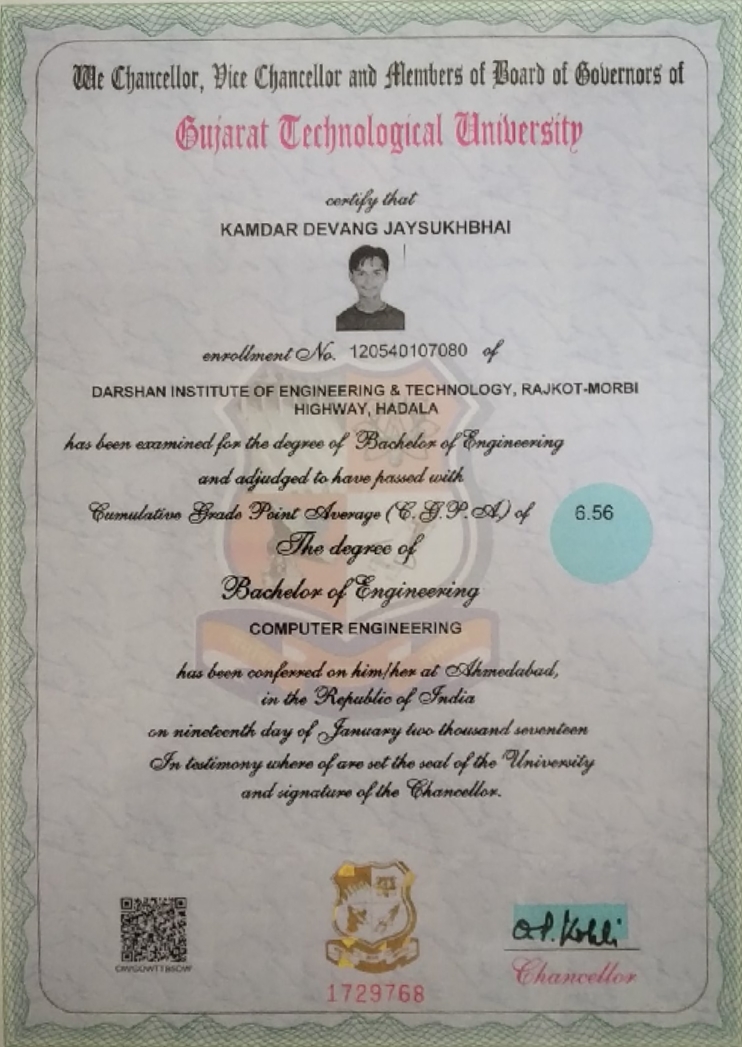 We Chancellor, Vice Chancellor and Members of Board of Governors of
Gujarat Technological University
certify that
KAMDAR DEVANG JAYSUKHBHAI
enrollment No. 120540107080 of
DARSHAN INSTITUTE OF ENGINEERING & TECHNOLOGY, RAJKOT-MORBI
HIGHWAY, HADALA
has been examined for the degree of Bachelor of Engineering
and adjudged to have passed with
Cumulative Grade Point Average (C.G.P.A.) of 6.56
The degree of
Bachelor of Engineering
COMPUTER ENGINEERING
has been conferred on him/her at Ahmedabad,
in the Republic of India
on nineteenth day of January two thousand seventeen
In testimony where of are set the seal of the University
and signature of the Chancellor.
O.P. Kohli
Chancellor
1729768